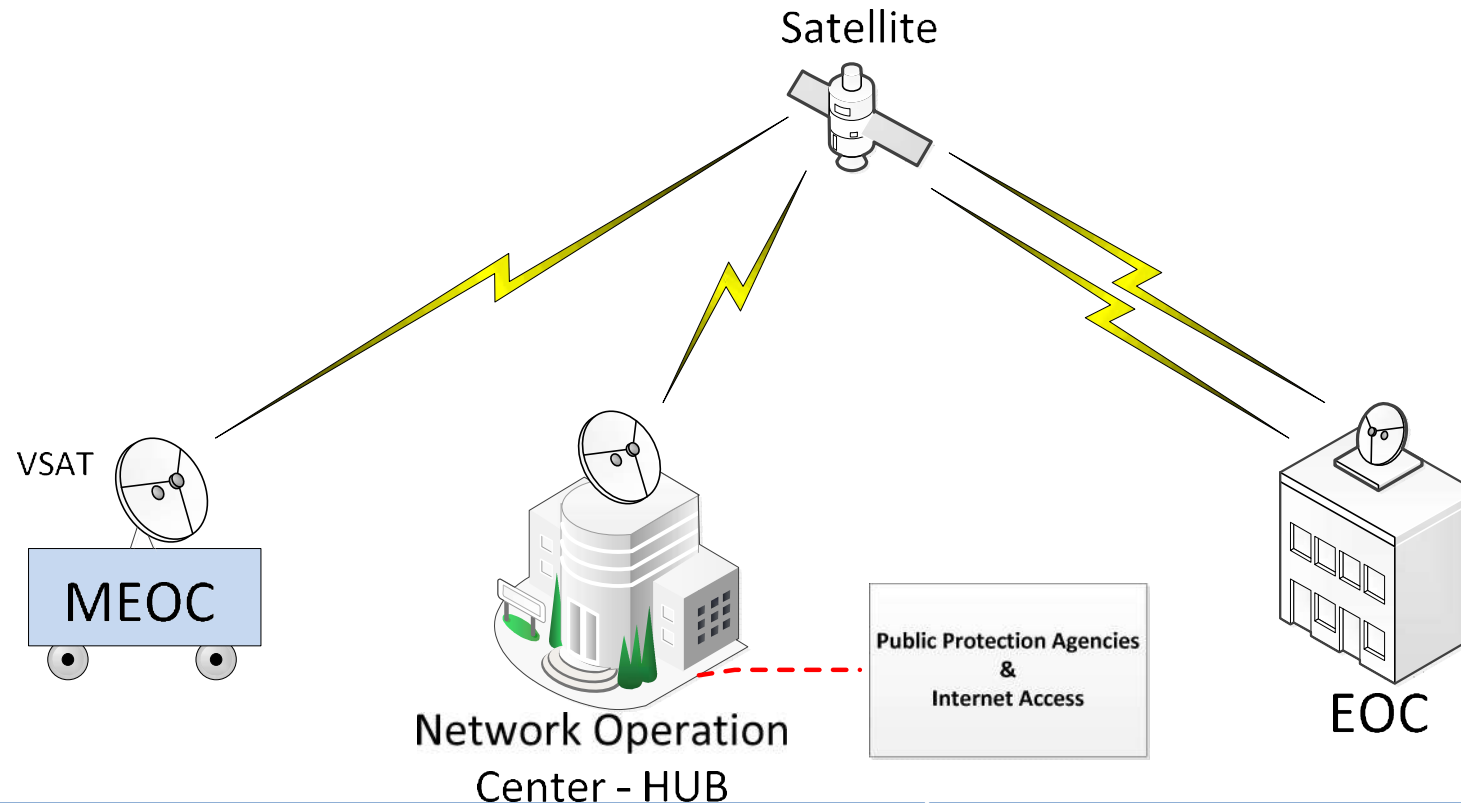 Satellite
VSAT
MEOC
Network Operation
Center - HUB
Public Protection Agencies
&
Internet Access
EOC